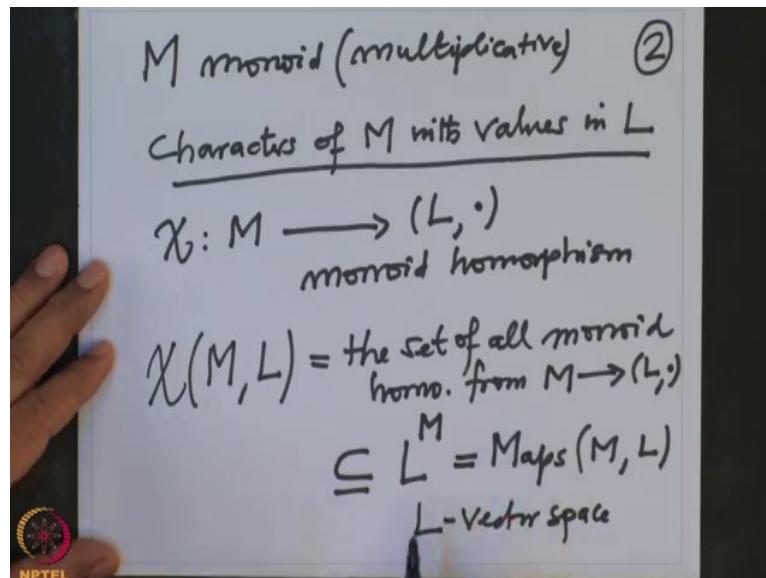 M monoid (multiplicative) ②
Characters of M with values in L
χ : M ⟶ (L, ·)
monoid homorphism
χ(M, L) = the set of all monoid
homo. from M → (L, ·)
⊆ L^M = Maps (M, L)
L-vector space
NPTEL